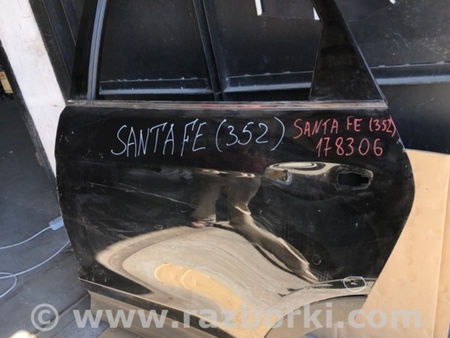 SANTA FE (352)
SANTA FE (352)
178306
© www.razborki.com